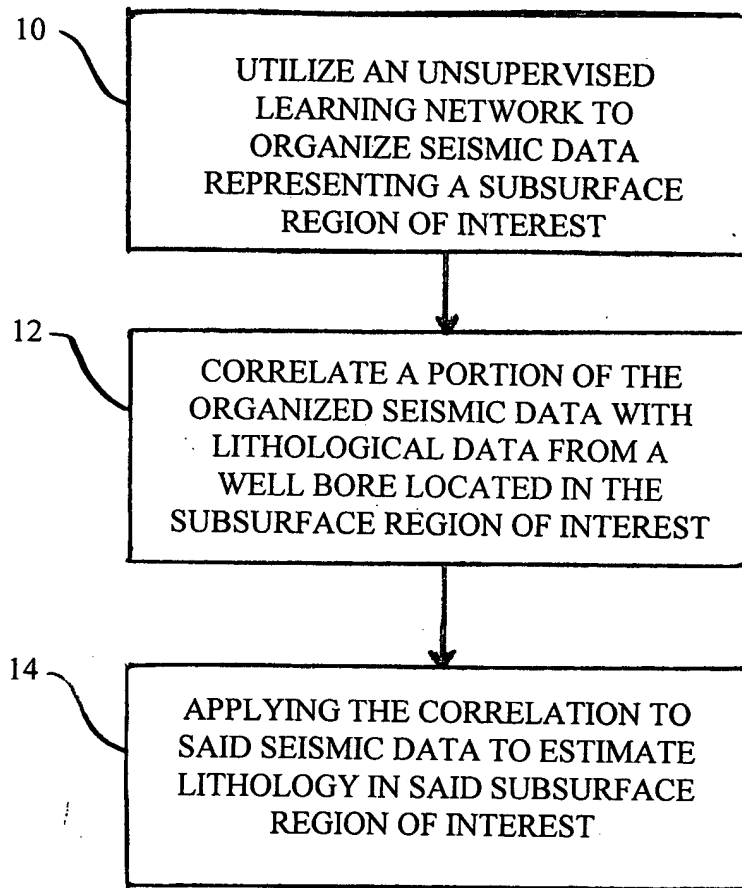 10
UTILIZE AN UNSUPERVISED
LEARNING NETWORK TO
ORGANIZE SEISMIC DATA
REPRESENTING A SUBSURFACE
REGION OF INTEREST
12
CORRELATE A PORTION OF THE
ORGANIZED SEISMIC DATA WITH
LITHOLOGICAL DATA FROM A
WELL BORE LOCATED IN THE
SUBSURFACE REGION OF INTEREST
14
APPLYING THE CORRELATION TO
SAID SEISMIC DATA TO ESTIMATE
LITHOLOGY IN SAID SUBSURFACE
REGION OF INTEREST